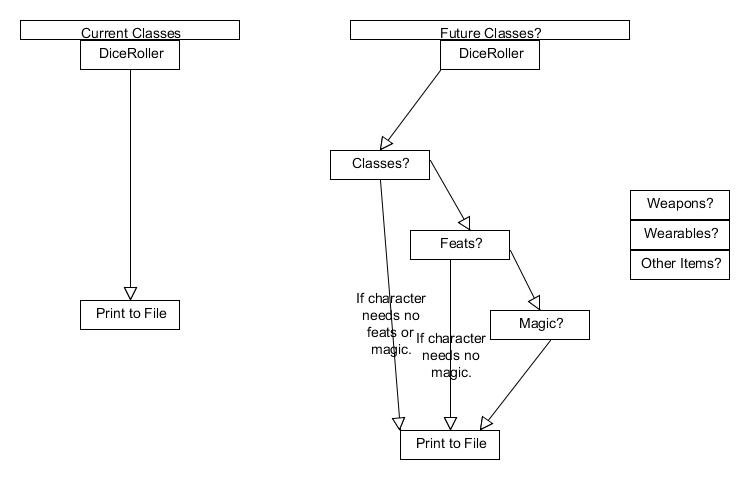 Current Classes
DiceRoller
Print to File
Future Classes?
DiceRoller
Classes?
Feats?
Magic?
If character
needs no
feats or
magic.
If character
needs no
magic.
Print to File
Weapons?
Wearables?
Other Items?